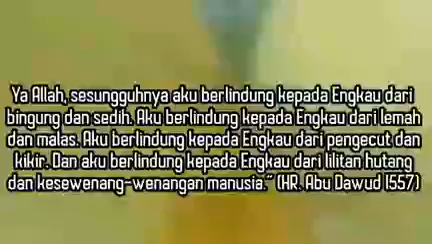 Ya Allah, sesungguhnya aku berlindung kepada Engkau dari
bingung dan sedih. Aku berlindung kepada Engkau dari lemah
dan malas. Aku berlindung kepada Engkau dari pengecut dan
kikir. Dan aku berlindung kepada Engkau dari lilitan hutang
dan kesewenang-wenangan manusia.” (HR. Abu Dawud 1557)